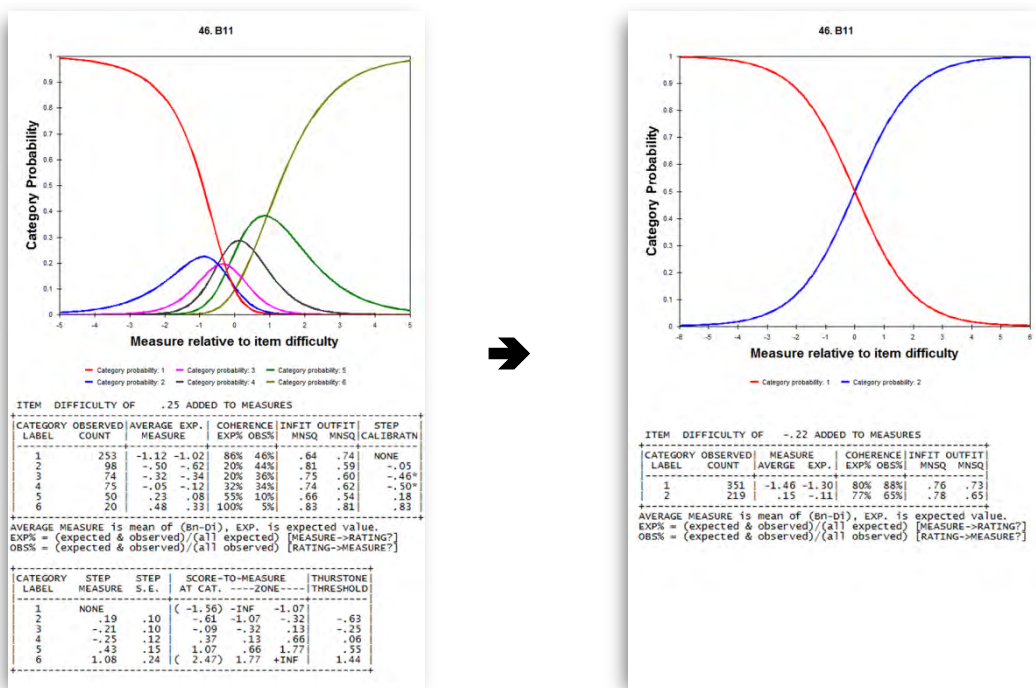 46. B11
Category Probability
1
0.9
0.8
0.7
0.6
0.5
0.4
0.3
0.2
0.1
0
-5 -4 -3 -2 -1 0 1 2 3 4 5
Measure relative to item difficulty
Category probability: 1 Category probability: 3 Category probability: 5
Category probability: 2 Category probability: 4 Category probability: 6
ITEM DIFFICULTY OF .25 ADDED TO MEASURES
|CATEGORY OBSERVED|AVERAGE EXP.| COHERENCE|INFIT OUTFIT| STEP |
| LABEL COUNT | MEASURE | EXP% OBS%| MNSQ MNSQ|CALIBRATN|
| 1 253 | -1.12 -1.02| 86% 46%| .64 .74| NONE |
| 2 98 | -.50 -.62| 20% 44%| .81 .59| -.05 |
| 3 74 | -.32 -.34| 20% 36%| .75 .60| -.46*|
| 4 75 | -.05 -.12| 32% 34%| .74 .62| -.50*|
| 5 50 | .23 .08| 55% 10%| .66 .54| .18 |
| 6 20 | .48 .33| 100% 5%| .83 .81| .83 |
AVERAGE MEASURE is mean of (Bn-Di), EXP. is expected value.
EXP% = (expected & observed)/(all expected) [MEASURE->RATING?]
OBS% = (expected & observed)/(all observed) [RATING->MEASURE?]
|CATEGORY STEP STEP | SCORE-TO-MEASURE |THURSTONE|
| LABEL MEASURE S.E. | AT CAT. ----ZONE----|THRESHOLD|
| 1 NONE |( -1.56) -INF -1.07| |
| 2 .19 .10 | -.61 -1.07 -.32| -.63 |
| 3 -.21 .10 | -.09 -.32 .13| -.25 |
| 4 -.25 .12 | .37 .13 .66| .06 |
| 5 .43 .15 | 1.07 .66 1.77| .55 |
| 6 1.08 .24 |( 2.47) 1.77 +INF | 1.44 |
46. B11
Category Probability
1
0.9
0.8
0.7
0.6
0.5
0.4
0.3
0.2
0.1
0
-6 -5 -4 -3 -2 -1 0 1 2 3 4 5 6
Measure relative to item difficulty
Category probability: 1 Category probability: 2
ITEM DIFFICULTY OF -.22 ADDED TO MEASURES
|CATEGORY OBSERVED| MEASURE | COHERENCE|INFIT OUTFIT|
| LABEL COUNT |AVERAGE EXP.| EXP% OBS%| MNSQ MNSQ|
| 1 351 | -1.46 -1.30| 80% 88%| .76 .73|
| 2 219 | .15 -.11| 77% 65%| .78 .65|
AVERAGE MEASURE is mean of (Bn-Di), EXP. is expected value.
EXP% = (expected & observed)/(all expected) [MEASURE->RATING?]
OBS% = (expected & observed)/(all observed) [RATING->MEASURE?]